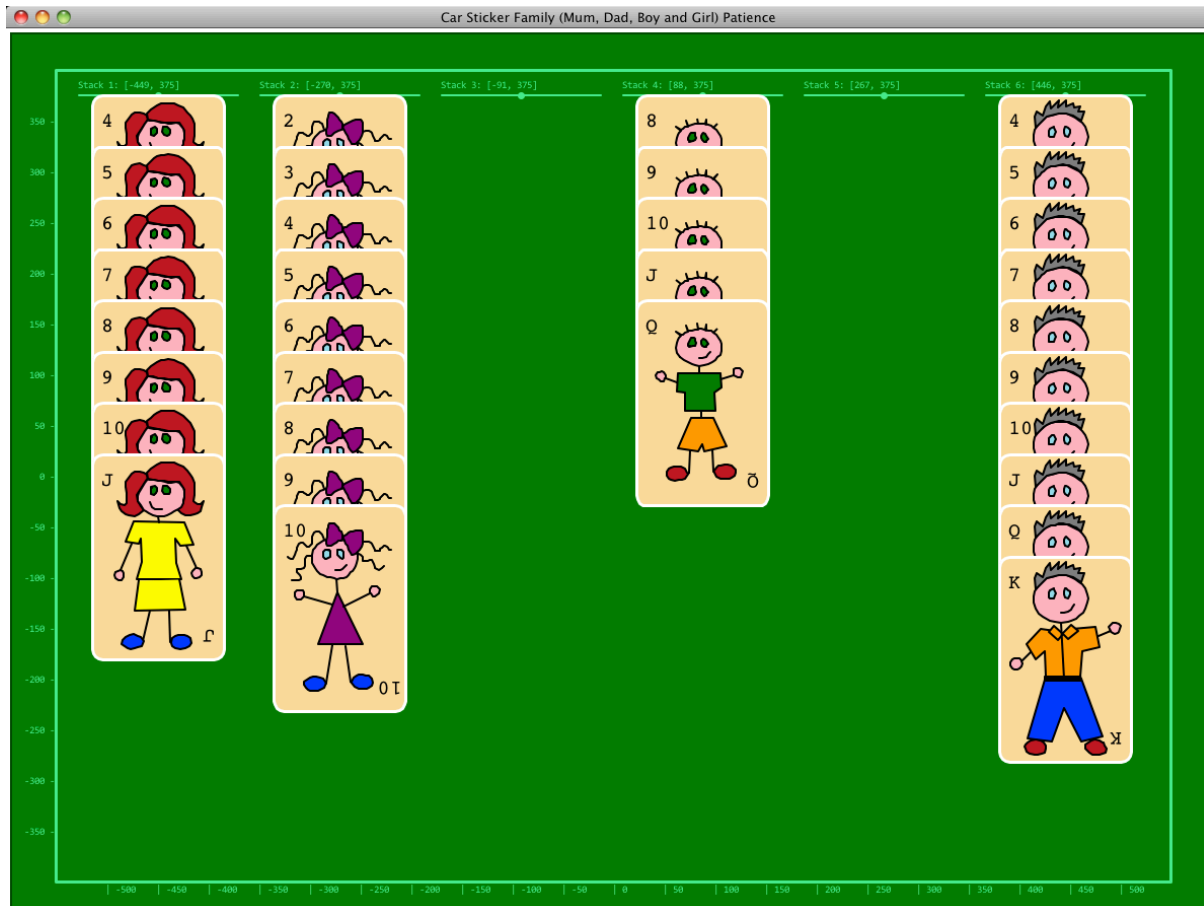 Car Sticker Family (Mum, Dad, Boy and Girl) Patience
Stack 1: [-449, 375]
Stack 2: [-270, 375]
Stack 3: [-91, 375]
Stack 4: [88, 375]
Stack 5: [267, 375]
Stack 6: [446, 375]
4
5
6
7
8
9
10
J
J
2
3
4
5
6
7
8
9
10
10
8
9
10
J
Q
Q
4
5
6
7
8
9
10
J
Q
K
K
350 -
300 -
250 -
200 -
150 -
100 -
50 -
0 -
-50 -
-100 -
-150 -
-200 -
-250 -
-300 -
-350 -
| -500 | -450 | -400 | -350 | -300 | -250 | -200 | -150 | -100 | -50 | 0 | 50 | 100 | 150 | 200 | 250 | 300 | 350 | 400 | 450 | 500